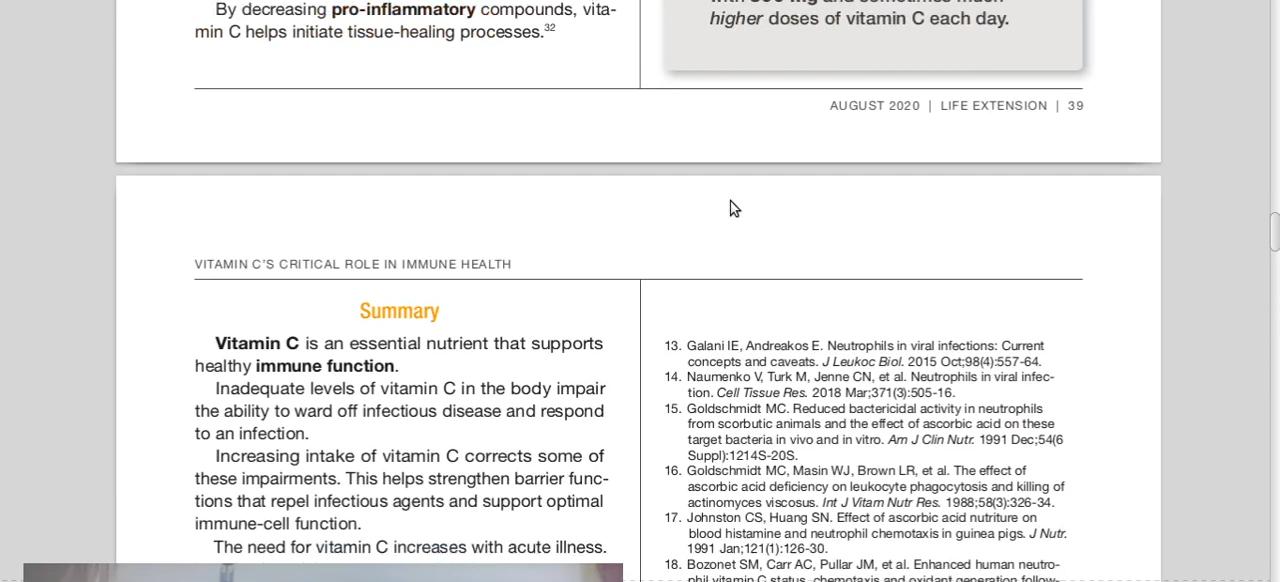 By decreasing pro-inflammatory compounds, vita-
min C helps initiate tissue-healing processes.32
higher doses of vitamin C each day.
AUGUST 2020 | LIFE EXTENSION | 39
VITAMIN C'S CRITICAL ROLE IN IMMUNE HEALTH
Summary
Vitamin C is an essential nutrient that supports
healthy immune function.
Inadequate levels of vitamin C in the body impair
the ability to ward off infectious disease and respond
to an infection.
Increasing intake of vitamin C corrects some of
these impairments. This helps strengthen barrier func-
tions that repel infectious agents and support optimal
immune-cell function.
The need for vitamin C increases with acute illness.
13. Galani IE, Andreakos E. Neutrophils in viral infections: Current
concepts and caveats. J Leukoc Biol. 2015 Oct;98(4):557-64.
14. Naumenko V, Turk M, Jenne CN, et al. Neutrophils in viral infec-
tion. Cell Tissue Res. 2018 Mar;371(3):505-16.
15. Goldschmidt MC. Reduced bactericidal activity in neutrophils
from scorbutic animals and the effect of ascorbic acid on these
target bacteria in vivo and in vitro. Am J Clin Nutr. 1991 Dec;54(6
Suppl):1214S-20S.
16. Goldschmidt MC, Masin WJ, Brown LR, et al. The effect of
ascorbic acid deficiency on leukocyte phagocytosis and killing of
actinomyces viscosus. Int J Vitam Nutr Res. 1988;58(3):326-34.
17. Johnston CS, Huang SN. Effect of ascorbic acid nutriture on
blood histamine and neutrophil chemotaxis in guinea pigs. J Nutr.
1991 Jan;121(1):126-30.
18. Bozonet SM, Carr AC, Pullar JM, et al. Enhanced human neutro-
phil vitamin C status, chemotaxis and oxidant generation follow-